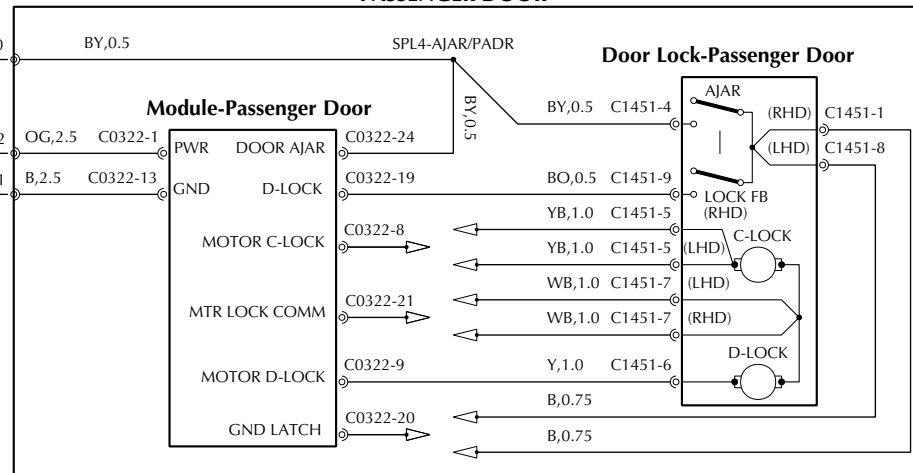 BY,0.5
SPL4-AJAR/PADR
Door Lock-Passenger Door
Module-Passenger Door
BY,0.5
BY,0.5 C1451-4
AJAR
(RHD) C1451-1
2 OG,2.5 C0322-1 PWR DOOR AJAR C0322-24
(LHD) C1451-8
1 B,2.5 C0322-13 GND D-LOCK C0322-19
BO,0.5 C1451-9
LOCK FB
YB,1.0 C1451-5 (RHD)
MOTOR C-LOCK C0322-8
YB,1.0 C1451-5 (LHD) C-LOCK
WB,1.0 C1451-7 (LHD)
MTR LOCK COMM C0322-21
WB,1.0 C1451-7 (RHD)
D-LOCK
MOTOR D-LOCK C0322-9
Y,1.0 C1451-6
B,0.75
GND LATCH C0322-20
B,0.75